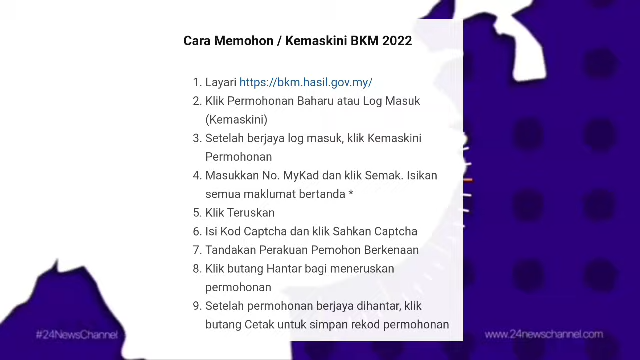 Cara Memohon / Kemaskini BKM 2022
1. Layari https://bkm.hasil.gov.my/
2. Klik Permohonan Baharu atau Log Masuk
(Kemaskini)
3. Setelah berjaya log masuk, klik Kemaskini
Permohonan
4. Masukkan No. MyKad dan klik Semak. Isikan
semua maklumat bertanda *
5. Klik Teruskan
6. Isi Kod Captcha dan klik Sahkan Captcha
7. Tandakan Perakuan Pemohon Berkenaan
8. Klik butang Hantar bagi meneruskan
permohonan
9. Setelah permohonan berjaya dihantar, klik
butang Cetak untuk simpan rekod permohonan
#24NewsChannel
www.24newschannel.com